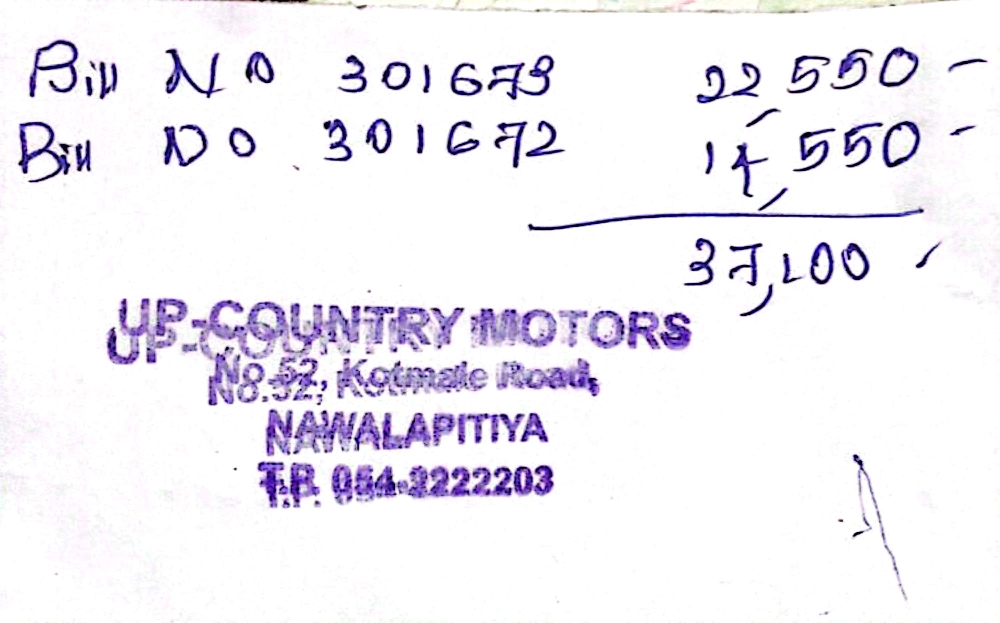 Bill No 301673 22,550 -
Bill No 301672 14,550 -
37,100 -
UP-COUNTRY MOTORS
No.52, Kotmale Road,
NAWALAPITIYA
T.P. 054-2222203